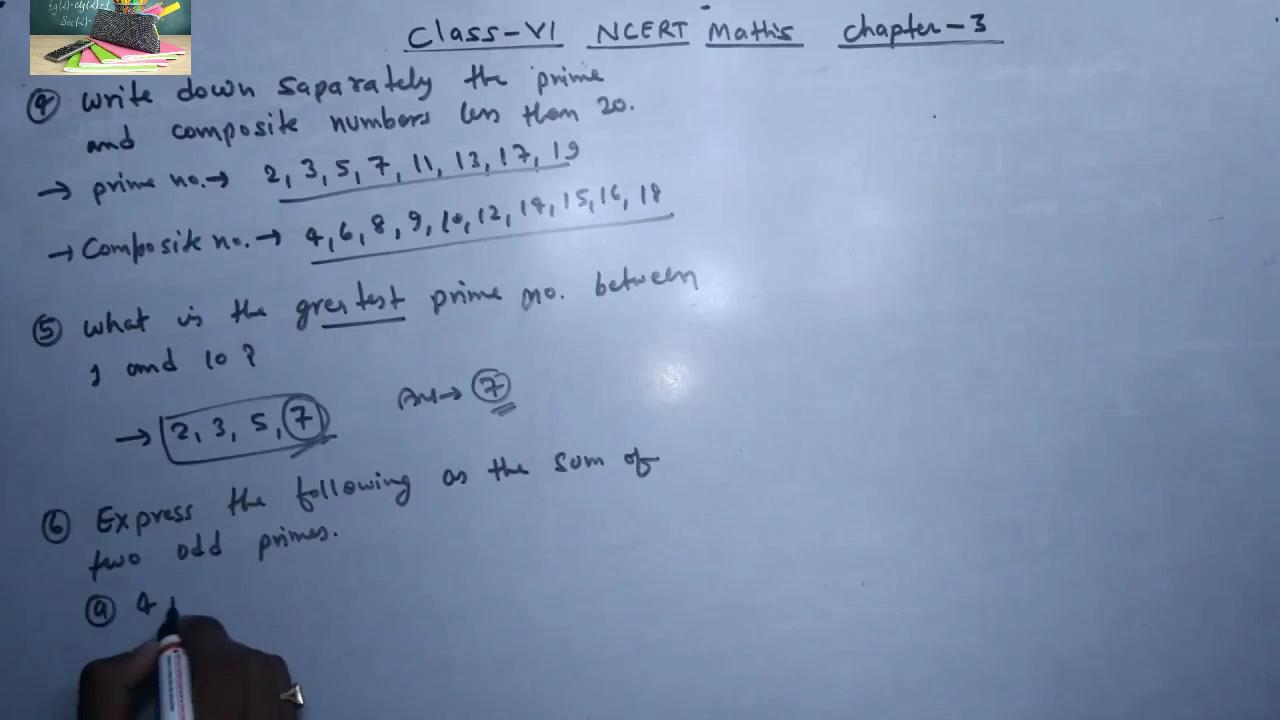 Class-VI NCERT Maths chapter-3
④ Write down saparately the prime
and composite numbers less than 20.
→ prime no.→ 2, 3, 5, 7, 11, 13, 17, 19
→ Composite no.→ 4, 6, 8, 9, 10, 12, 14, 15, 16, 18
⑤ What is the greatest prime no. between
1 and 10?
→ 2, 3, 5, 7 Ans→ 7
⑥ Express the following as the sum of
two odd primes.
ⓐ 4